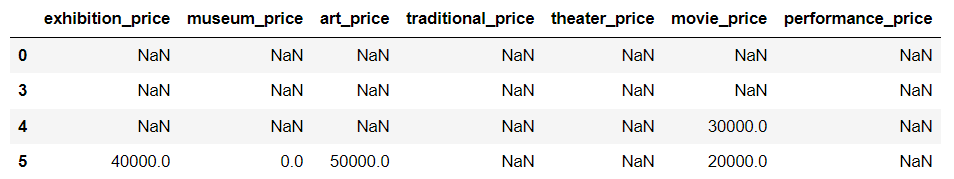 exhibition_price museum_price art_price traditional_price theater_price movie_price performance_price
0 NaN NaN NaN NaN NaN NaN NaN
3 NaN NaN NaN NaN NaN NaN NaN
4 NaN NaN NaN NaN NaN 30000.0 NaN
5 40000.0 0.0 50000.0 NaN NaN 20000.0 NaN